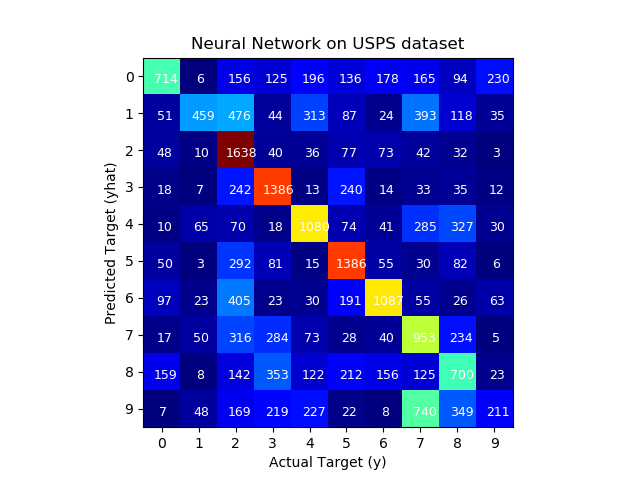 Neural Network on USPS dataset
Predicted Target (yhat)
0 714 6 156 125 196 136 178 165 94 230
1 51 459 476 44 313 87 24 393 118 35
2 48 10 1638 40 36 77 73 42 32 3
3 18 7 242 1386 13 240 14 33 35 12
4 10 65 70 18 1080 74 41 285 327 30
5 50 3 292 81 15 1386 55 30 82 6
6 97 23 405 23 30 191 1087 55 26 63
7 17 50 316 284 73 28 40 953 234 5
8 159 8 142 353 122 212 156 125 700 23
9 7 48 169 219 227 22 8 740 349 211
0 1 2 3 4 5 6 7 8 9
Actual Target (y)